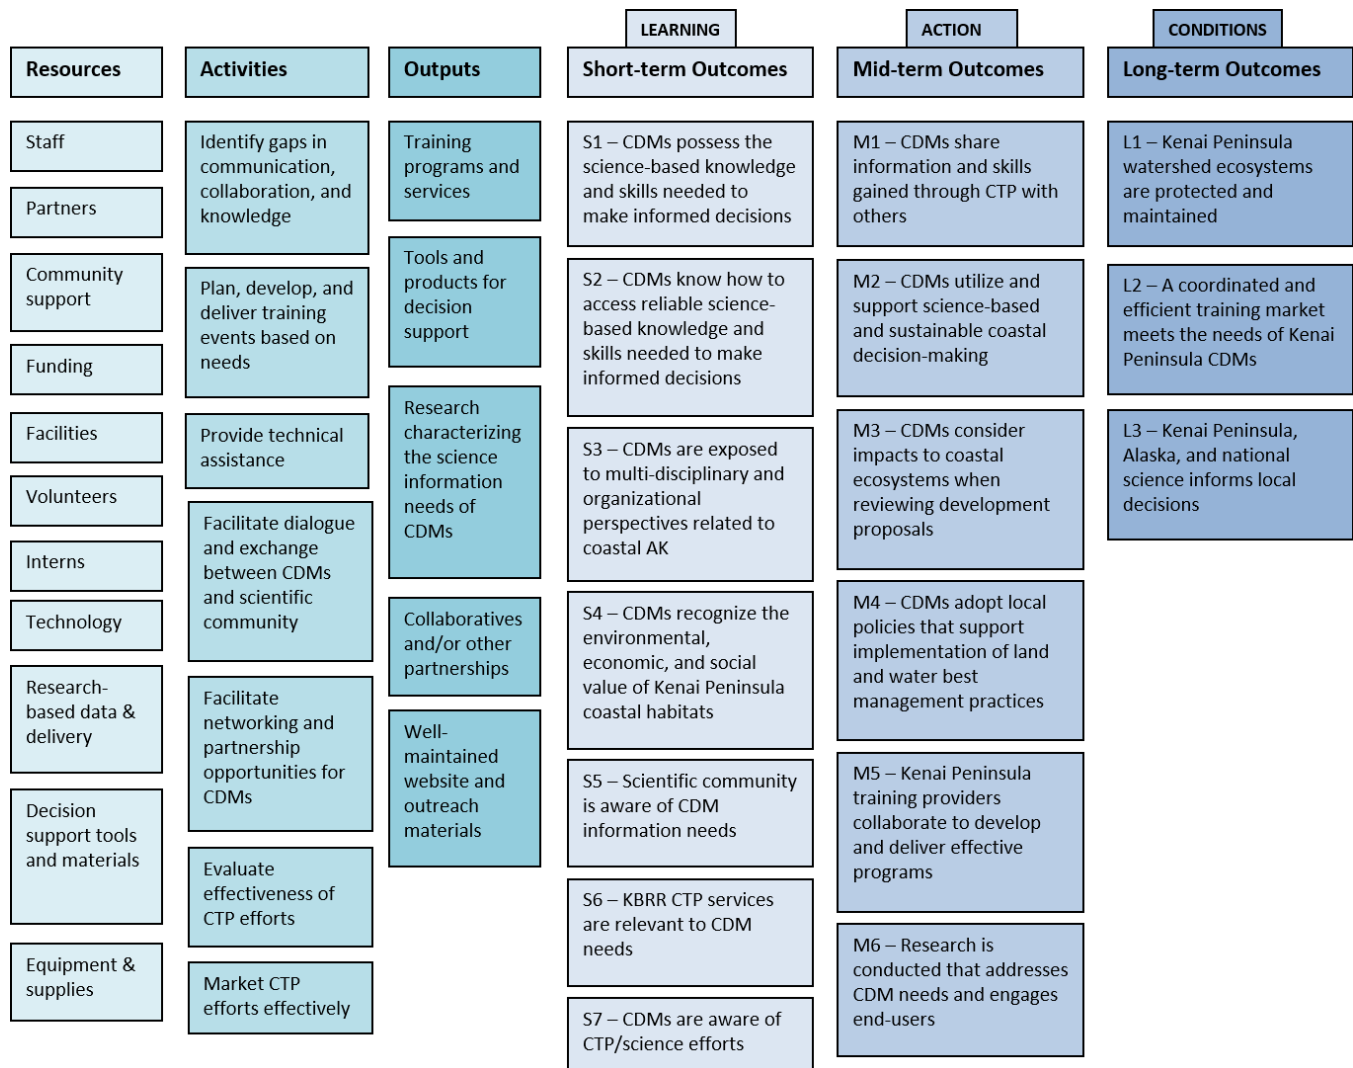 LEARNING
ACTION
CONDITIONS
Resources
Activities
Outputs
Short-term Outcomes
Mid-term Outcomes
Long-term Outcomes
Staff
Partners
Community
support
Funding
Facilities
Volunteers
Interns
Technology
Research-
based data &
delivery
Decision
support tools
and materials
Equipment &
supplies
Identify gaps in
communication,
collaboration, and
knowledge
Plan, develop, and
deliver training
events based on
needs
Provide technical
assistance
Facilitate dialogue
and exchange
between CDMs
and scientific
community
Facilitate
networking and
partnership
opportunities for
CDMs
Evaluate
effectiveness of
CTP efforts
Market CTP
efforts effectively
Training
programs and
services
Tools and
products for
decision
support
Research
characterizing
the science
information
needs of
CDMs
Collaboratives
and/or other
partnerships
Well-
maintained
website and
outreach
materials
S1 – CDMs possess the
science-based knowledge
and skills needed to
make informed decisions
S2 – CDMs know how to
access reliable science-
based knowledge and
skills needed to make
informed decisions
S3 – CDMs are exposed
to multi-disciplinary and
organizational
perspectives related to
coastal AK
S4 – CDMs recognize the
environmental,
economic, and social
value of Kenai Peninsula
coastal habitats
S5 – Scientific community
is aware of CDM
information needs
S6 – KBRR CTP services
are relevant to CDM
needs
S7 – CDMs are aware of
CTP/science efforts
M1 – CDMs share
information and skills
gained through CTP with
others
M2 – CDMs utilize and
support science-based
and sustainable coastal
decision-making
M3 – CDMs consider
impacts to coastal
ecosystems when
reviewing development
proposals
M4 – CDMs adopt local
policies that support
implementation of land
and water best
management practices
M5 – Kenai Peninsula
training providers
collaborate to develop
and deliver effective
programs
M6 – Research is
conducted that addresses
CDM needs and engages
end-users
L1 – Kenai Peninsula
watershed ecosystems
are protected and
maintained
L2 – A coordinated and
efficient training market
meets the needs of Kenai
Peninsula CDMs
L3 – Kenai Peninsula,
Alaska, and national
science informs local
decisions